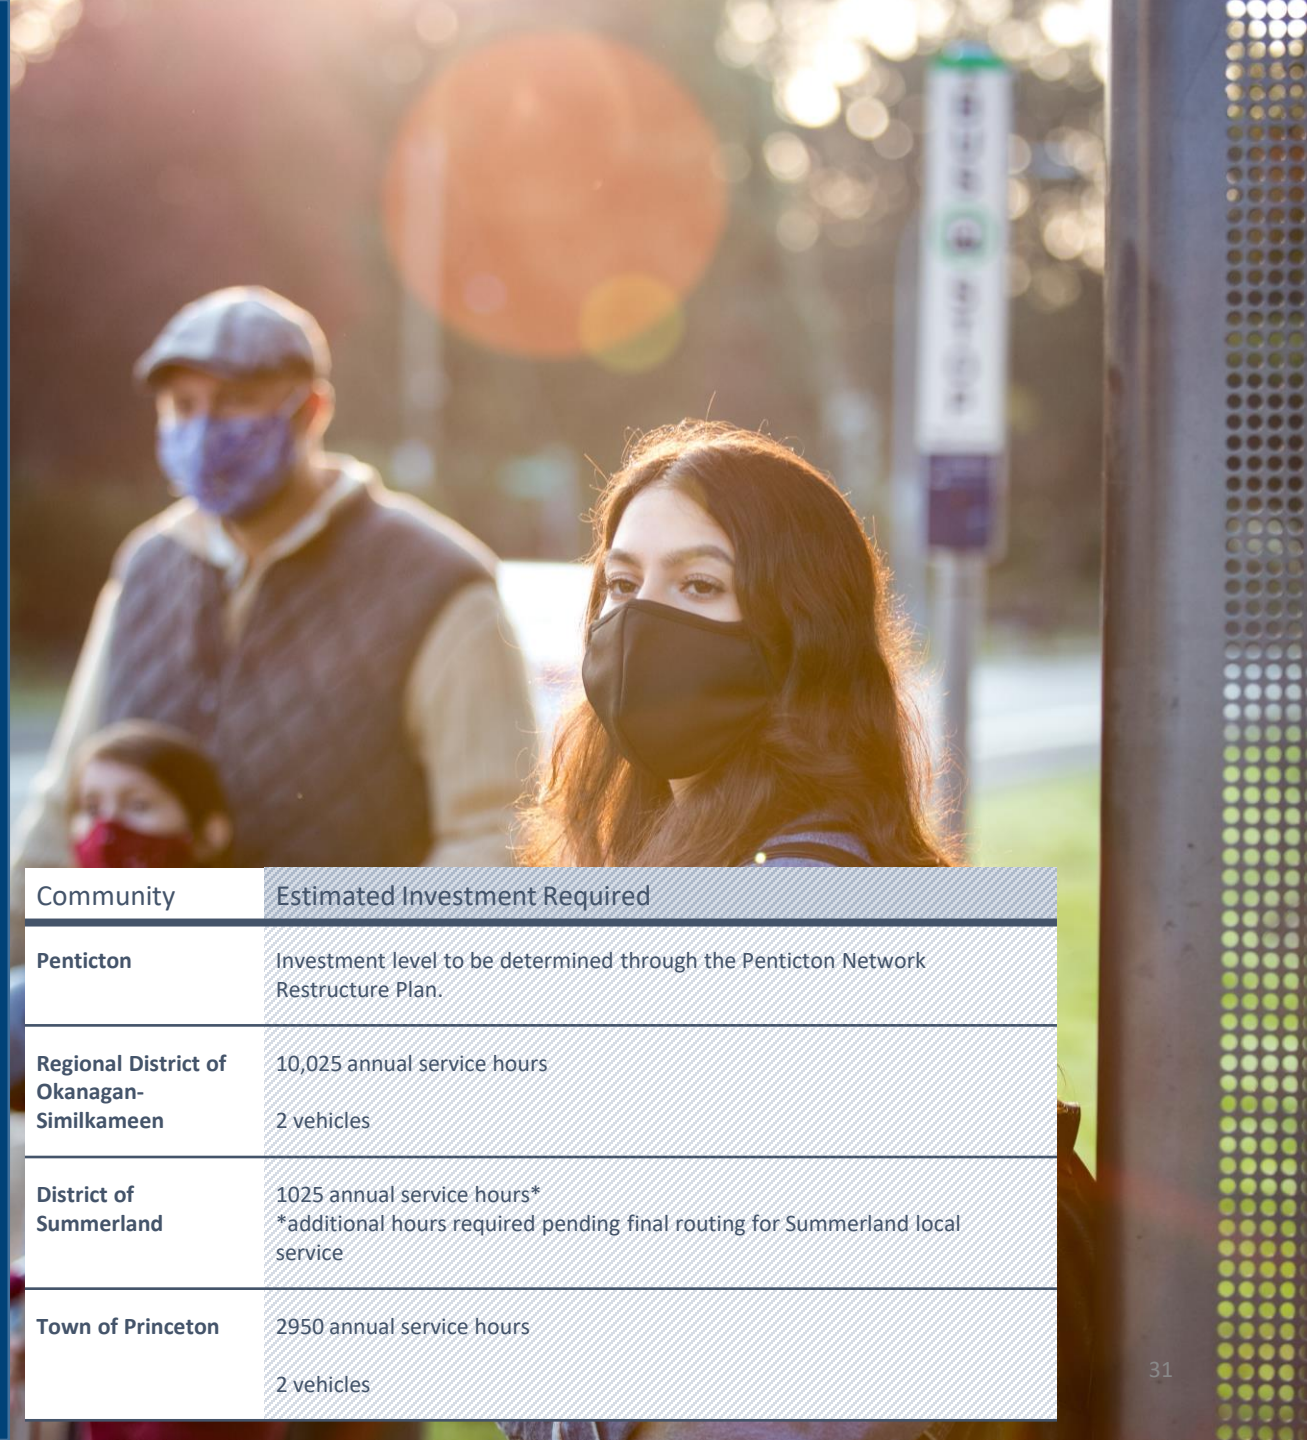 BUS
STOP
Community Estimated Investment Required
Penticton Investment level to be determined through the Penticton Network
Restructure Plan.
Regional District of 10,025 annual service hours
Okanagan-
Similkameen 2 vehicles
District of 1025 annual service hours*
Summerland *additional hours required pending final routing for Summerland local
service
Town of Princeton 2950 annual service hours
2 vehicles
31